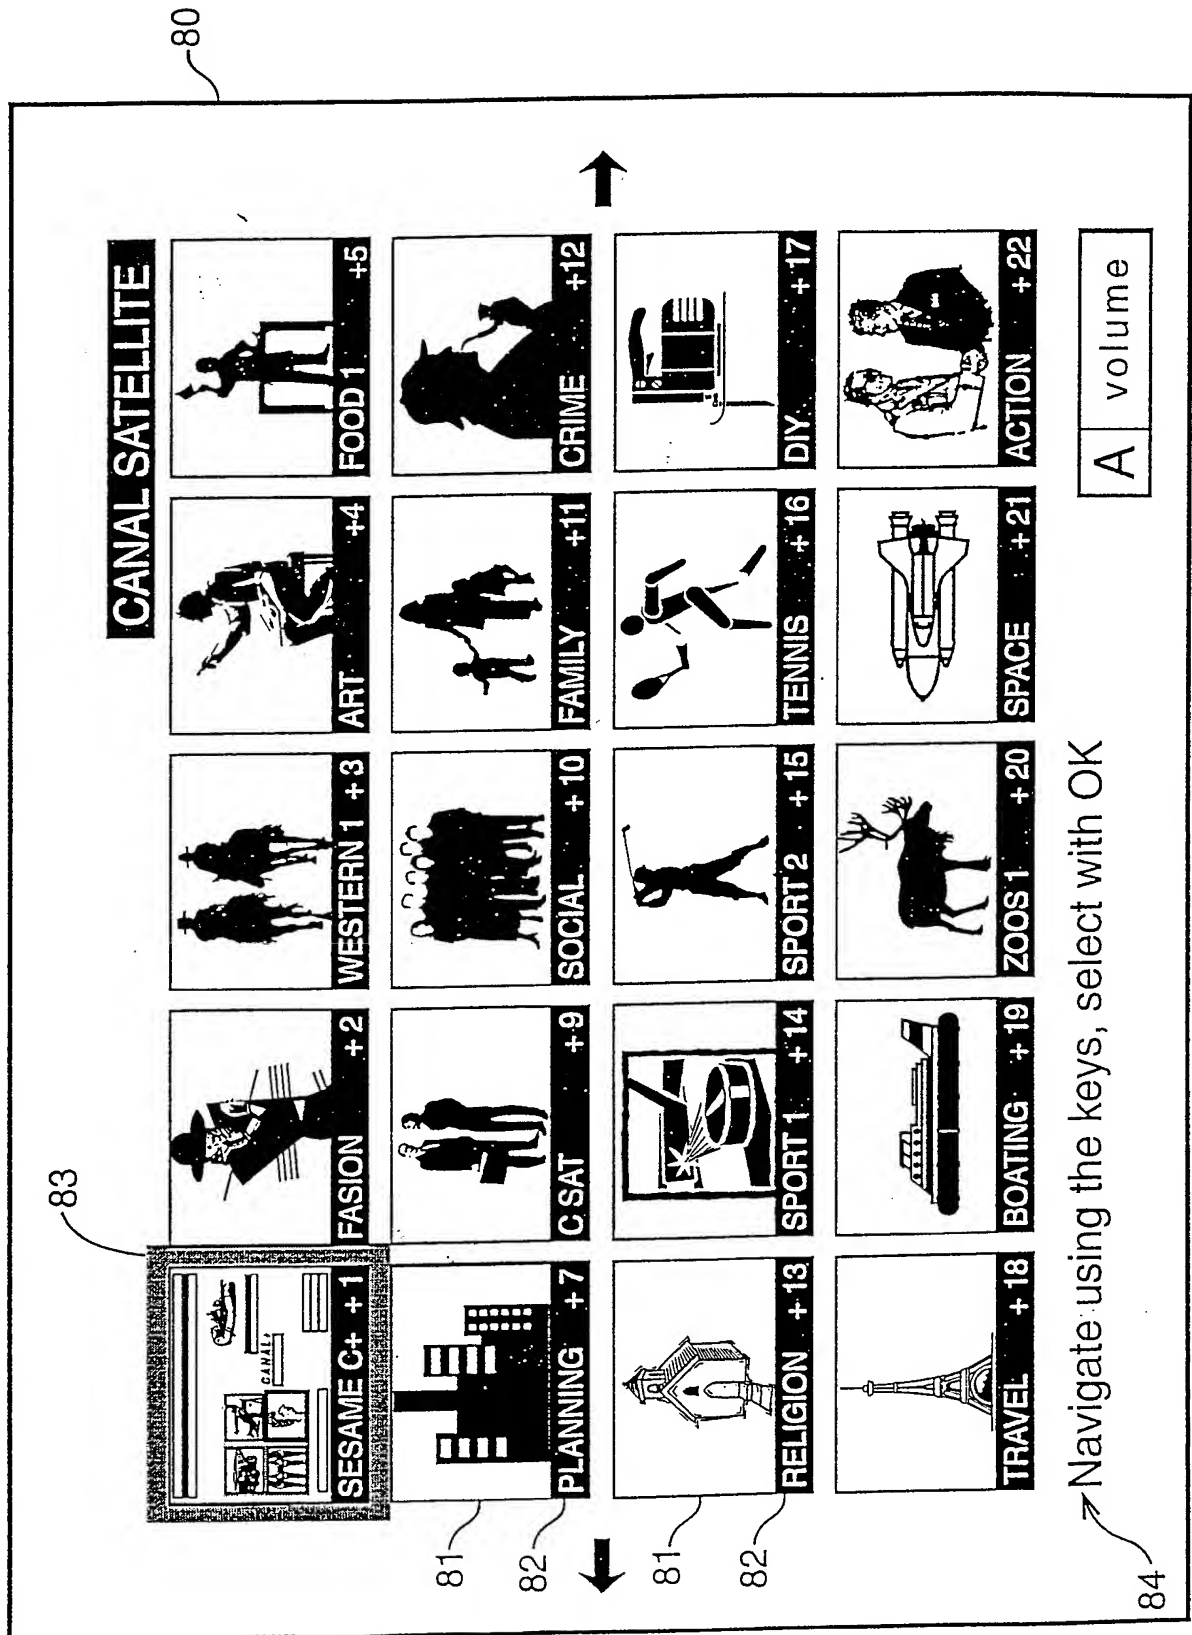 80
83
CANAL SATELLITE
CANAL+
SESAME C+ +1
FASION +2
WESTERN 1 +3
ART +4
FOOD 1 +5
81
82
PLANNING +7
C SAT +9
SOCIAL +10
FAMILY +11
CRIME +12
81
82
RELIGION +13
SPORT 1 +14
SPORT 2 +15
TENNIS +16
DIY +17
TRAVEL +18
BOATING +19
ZOOS 1 +20
SPACE +21
ACTION +22
84
Navigate using the keys, select with OK
A volume